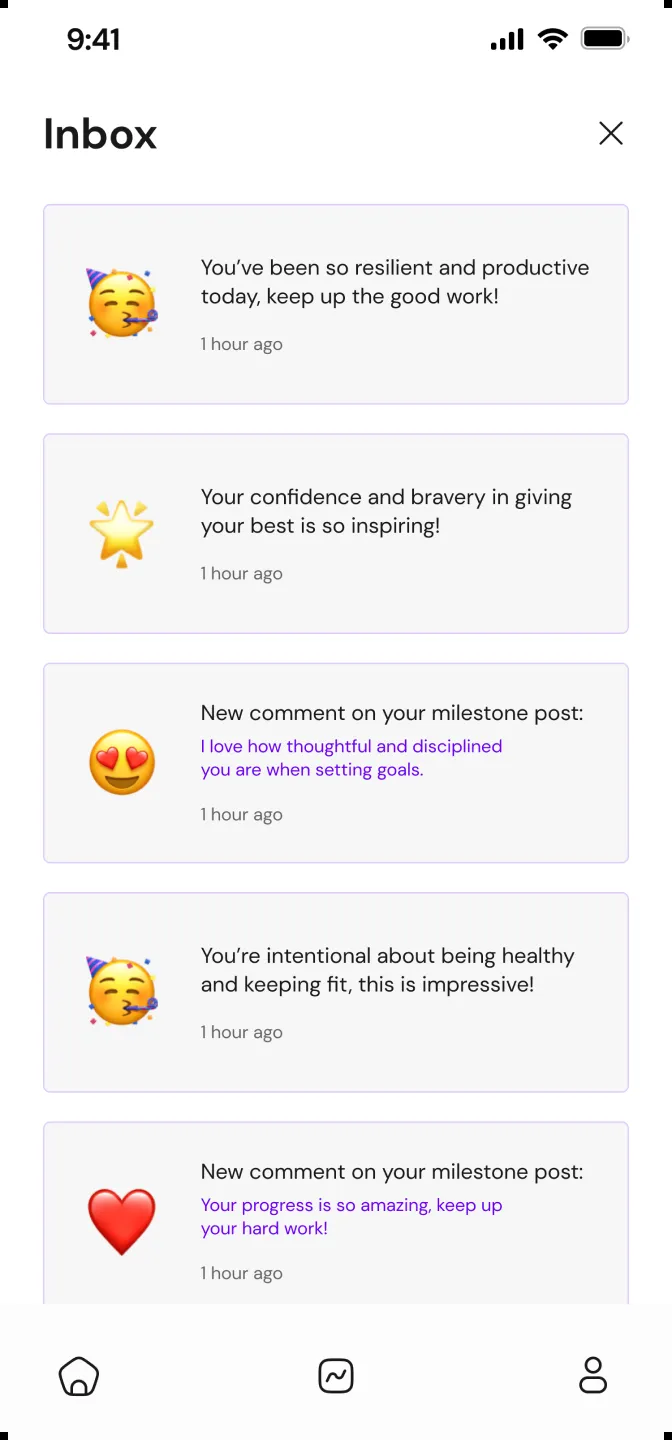 9:41
Inbox
You’ve been so resilient and productive
today, keep up the good work!
1 hour ago
Your confidence and bravery in giving
your best is so inspiring!
1 hour ago
New comment on your milestone post:
I love how thoughtful and disciplined
you are when setting goals.
1 hour ago
You’re intentional about being healthy
and keeping fit, this is impressive!
1 hour ago
New comment on your milestone post:
Your progress is so amazing, keep up
your hard work!
1 hour ago